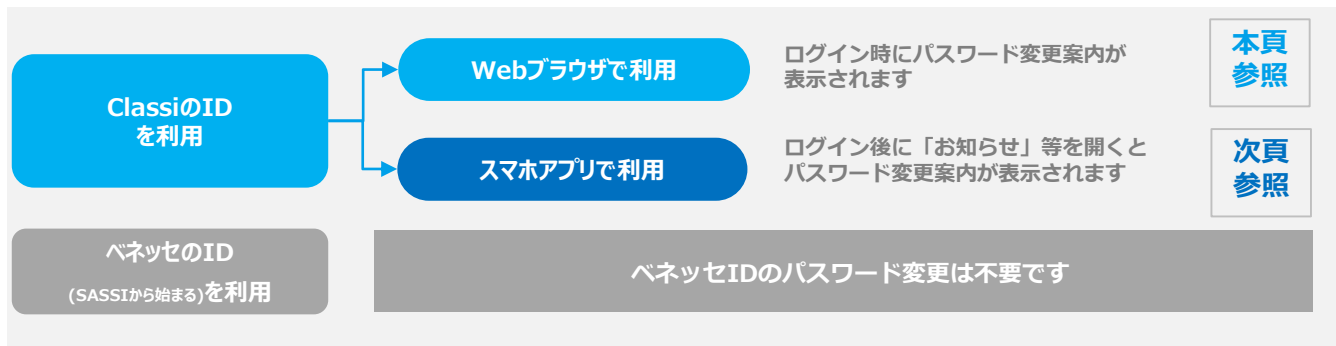 ClassiのID
を利用
Webブラウザで利用
ログイン時にパスワード変更案内が
表示されます
本頁
参照
スマホアプリで利用
ログイン後に「お知らせ」等を開くと
パスワード変更案内が表示されます
次頁
参照
ベネッセのID
(SASSIから始まる)を利用
ベネッセIDのパスワード変更は不要です